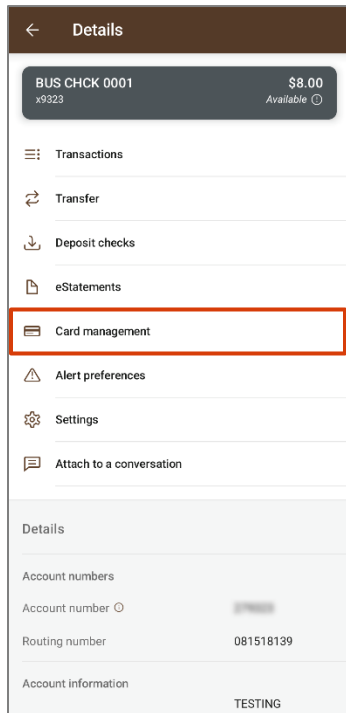 Details
BUS CHCK 0001 $8.00
x9323 Available
Transactions
Transfer
Deposit checks
eStatements
Card management
Alert preferences
Settings
Attach to a conversation
Details
Account numbers
Account number
Routing number 081518139
Account information
TESTING